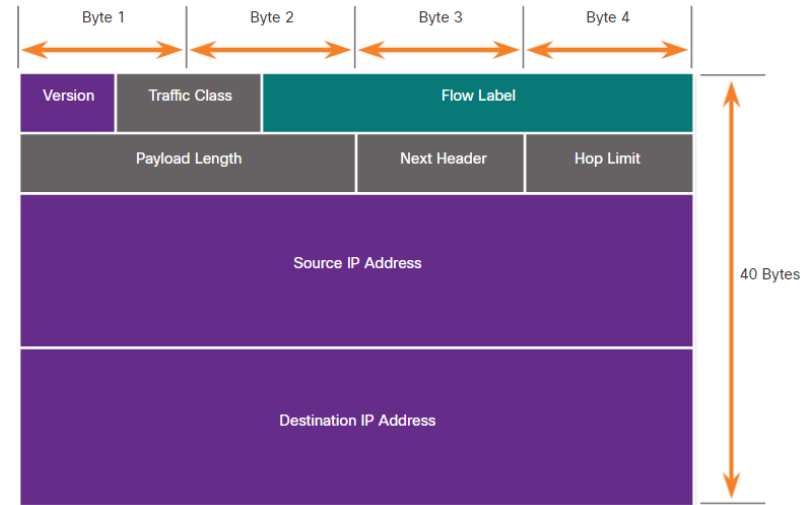 Byte 1 Byte 2 Byte 3 Byte 4
Version Traffic Class Flow Label
Payload Length Next Header Hop Limit
Source IP Address
40 Bytes
Destination IP Address